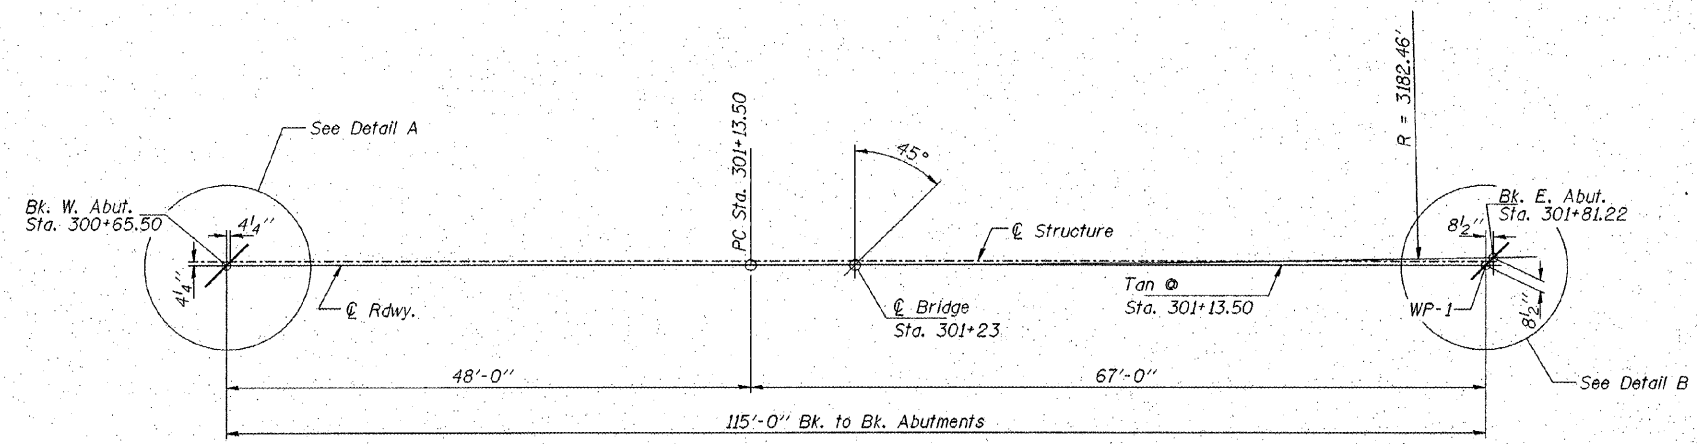 See Detail A
Bk. W. Abut.
Sta. 300+65.50
4¼"
4¼"
℄ Rdwy.
PC Sta. 301+13.50
45°
℄ Structure
℄ Bridge
Sta. 301+23
Tan @
Sta. 301+13.50
R = 3182.46'
Bk. E. Abut.
Sta. 301+81.22
8½"
WP-1
8½"
See Detail B
48'-0"
67'-0"
115'-0" Bk. to Bk. Abutments